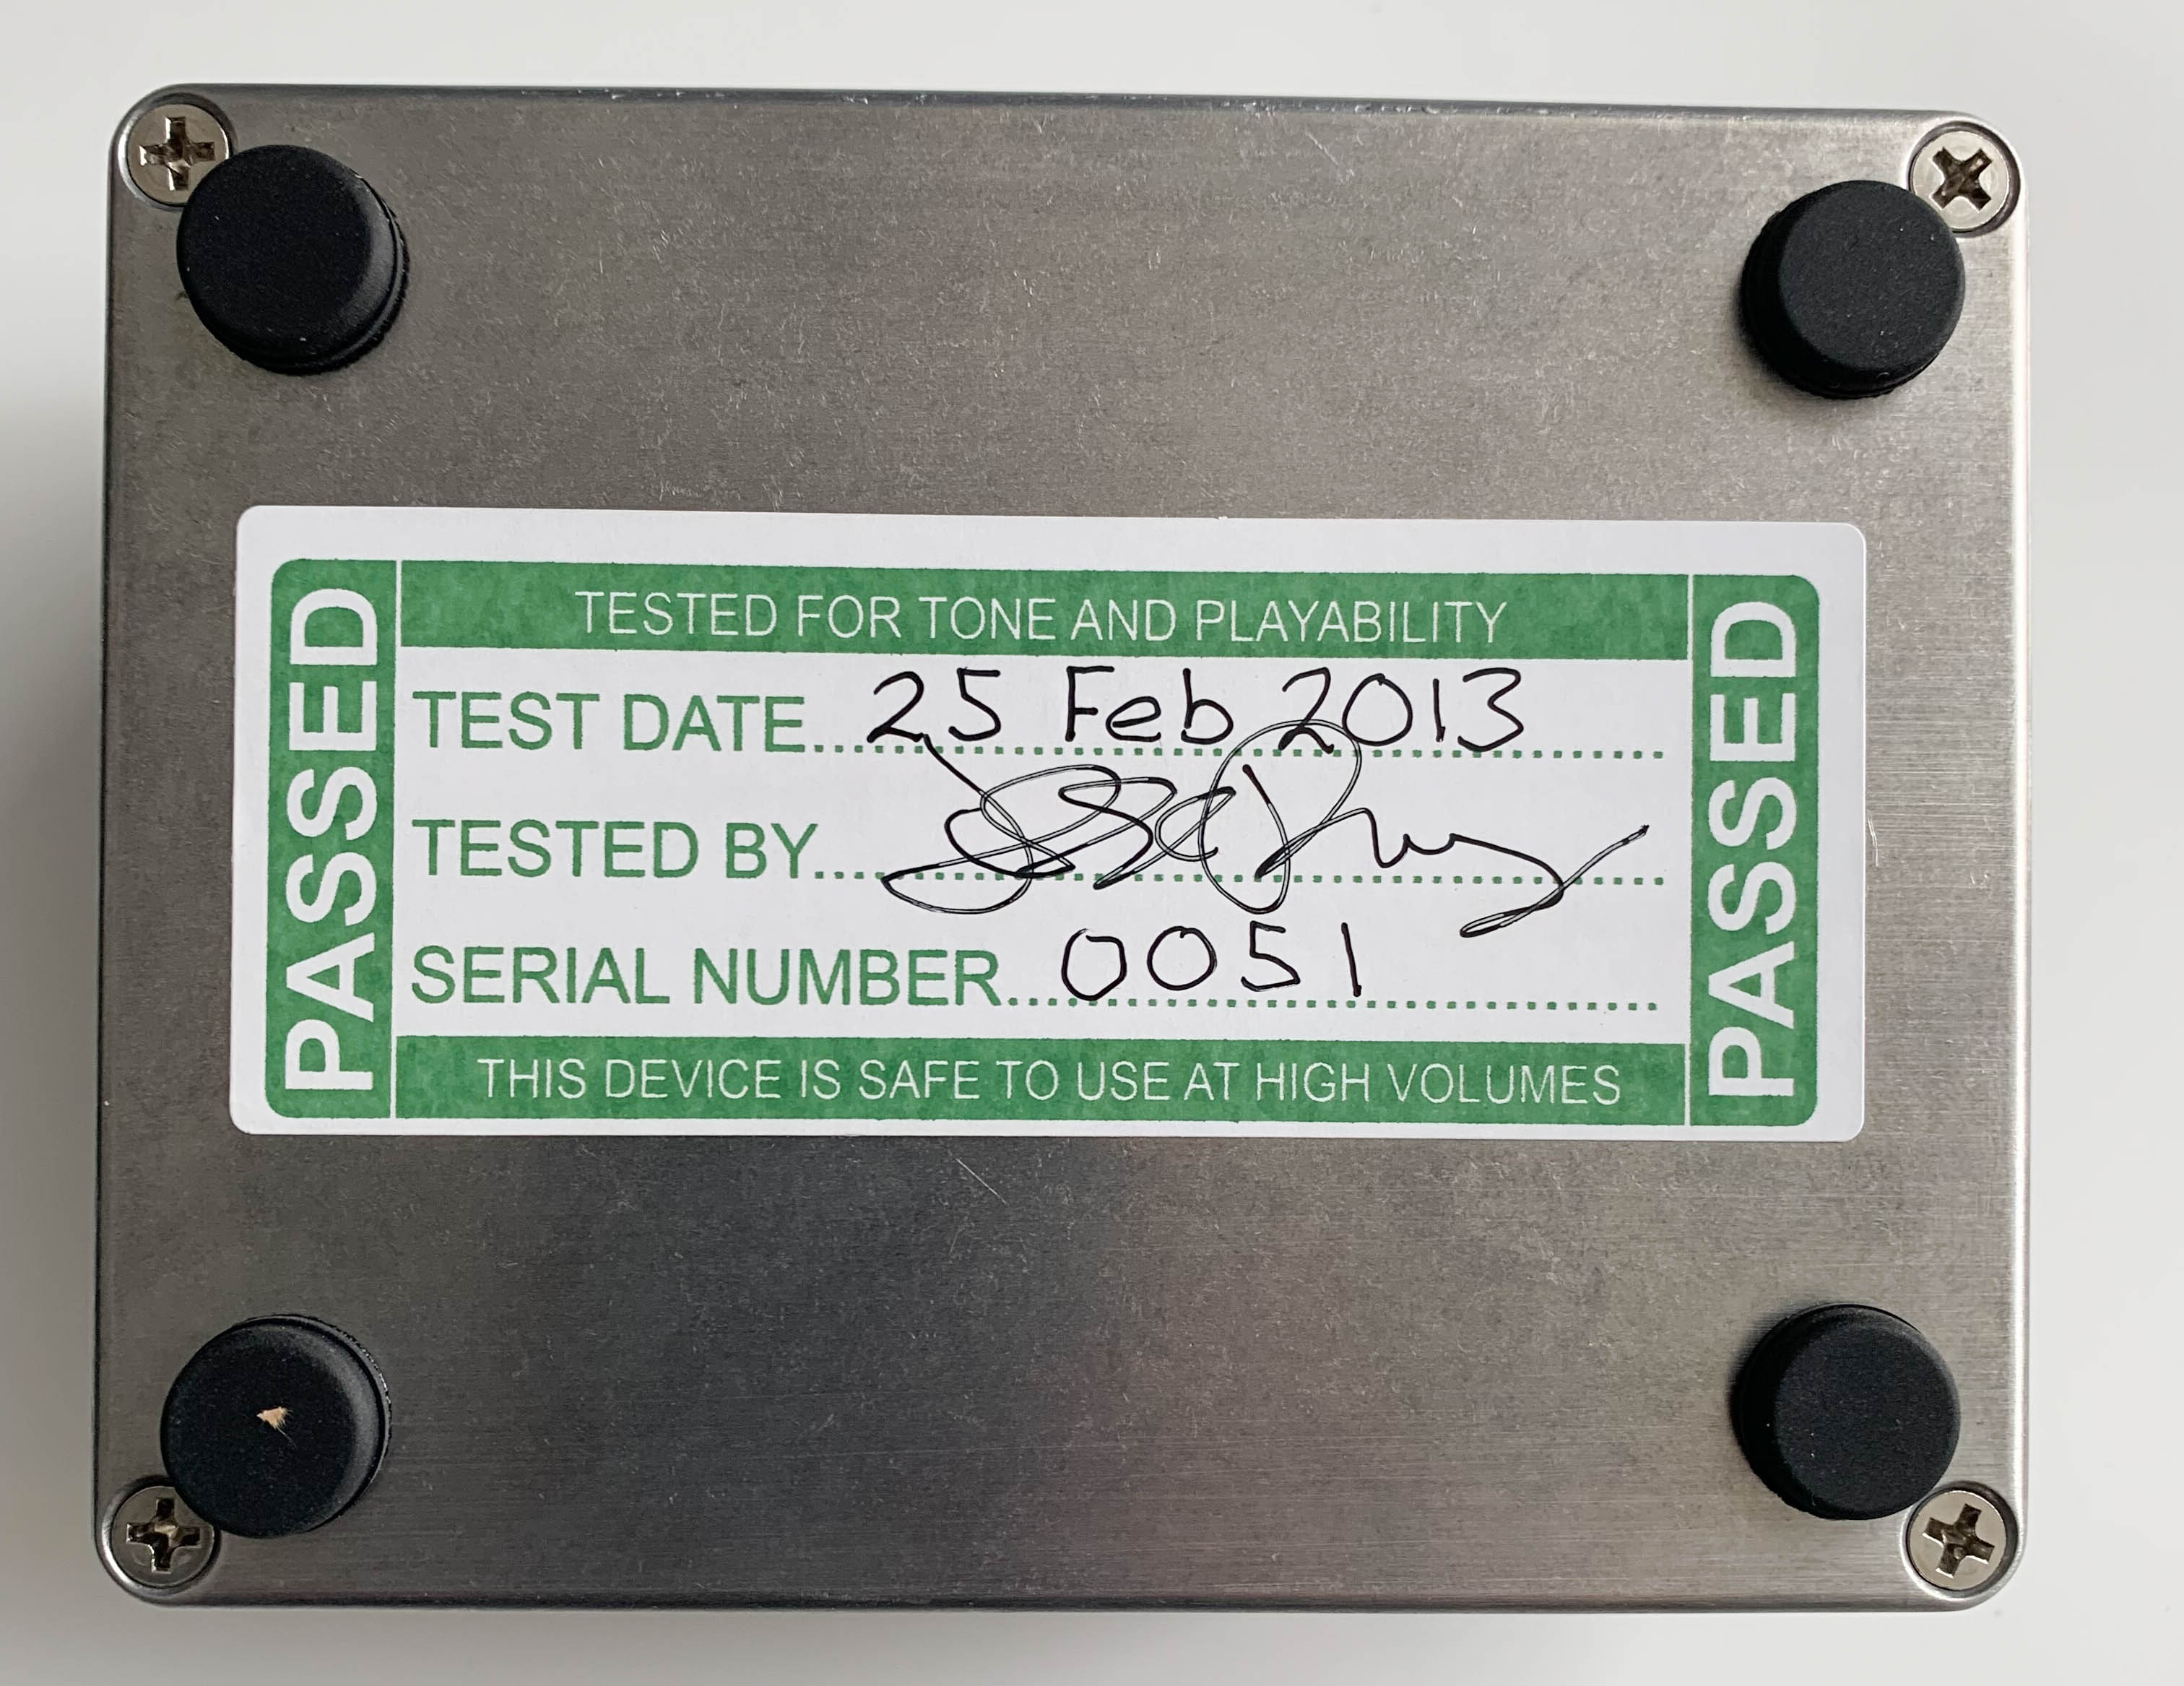 PASSED
TESTED FOR TONE AND PLAYABILITY
TEST DATE 25 Feb 2013
TESTED BY
SERIAL NUMBER 0051
THIS DEVICE IS SAFE TO USE AT HIGH VOLUMES
PASSED